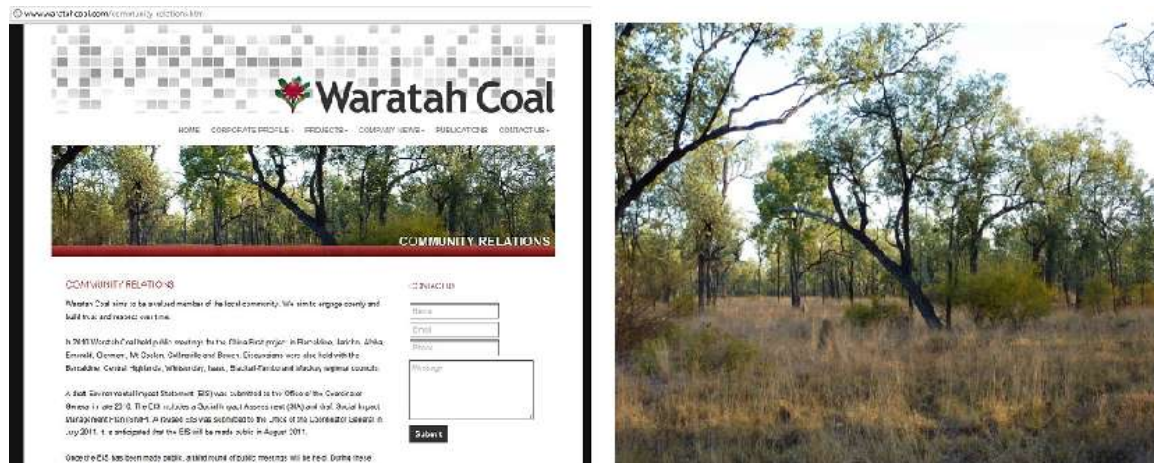 www.waratahcoal.com/community-relations.htm
Waratah Coal
HOME CORPORATE PROFILE PROJECTS COMPANY NEWS PUBLICATIONS CONTACT US
COMMUNITY RELATIONS
COMMUNITY RELATIONS
Waratah Coal aims to be a valued member of the local community. We aim to engage openly and
build trust and respect over time.
In 2010 Waratah Coal held public meetings for the China First project in Barcaldine, Jericho, Alpha,
Emerald, Clermont, Mt Coolon, Collinsville and Bowen. Discussions were also held with the
Barcaldine, Central Highlands, Whitsunday, Isaac, Blackall-Tambo and Mackay regional councils.
A draft Environmental Impact Statement (EIS) was submitted to the Office of the Coordinator
General in late 2010. The EIS includes a Social Impact Assessment (SIA) and draft Social Impact
Management Plan (SIMP). A revised EIS was submitted to the Office of the Coordinator General in
July 2011. It is anticipated that the EIS will be made public in August 2011.
Once the EIS has been made public, a third round of public meetings will be held. During these
CONTACT US
Name
Email
Phone
Message
Submit